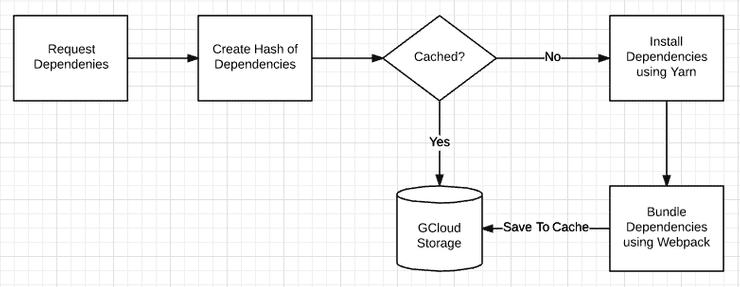 Request
Dependenies
Create Hash of
Dependencies
Cached?
No
Install
Dependencies
using Yarn
Yes
GCloud
Storage
Save To Cache
Bundle
Dependencies
using Webpack